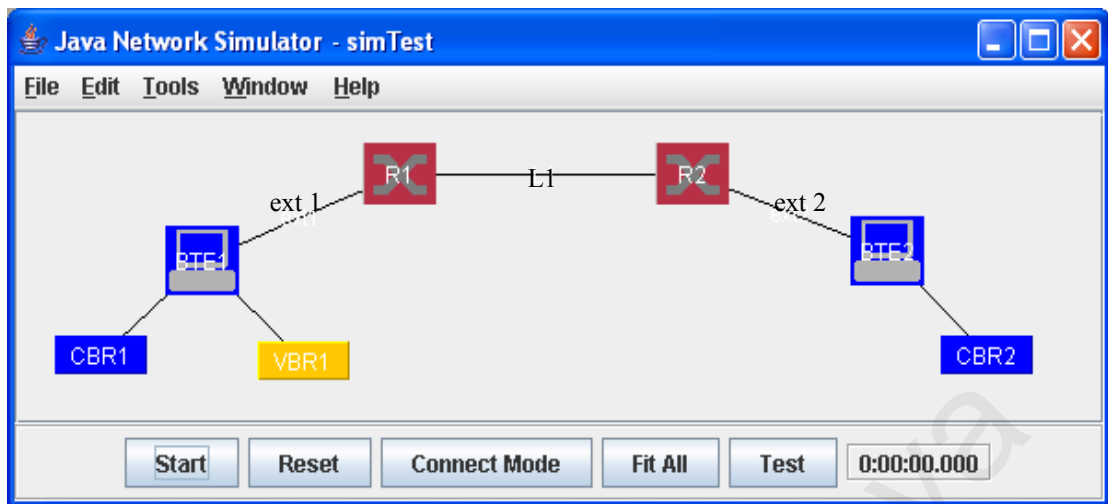 Java Network Simulator - simTest
File Edit Tools Window Help
R1 L1 R2
ext 1 ext 2
BTE1 BTE2
CBR1 VBR1 CBR2
Start Reset Connect Mode Fit All Test 0:00:00.000